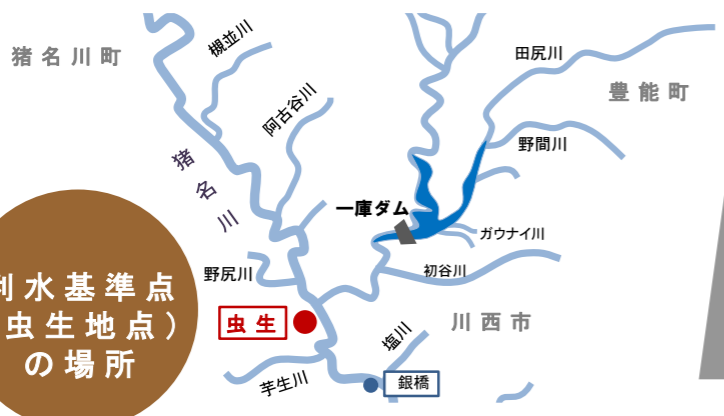 猪名川町
槻並川
阿古谷川
猪名川
田尻川
豊能町
野間川
一庫ダム
ガウナイ川
初谷川
野尻川
利水基準点
虫生地点）
の場所
虫生
川西市
塩川
芋生川
銀橋